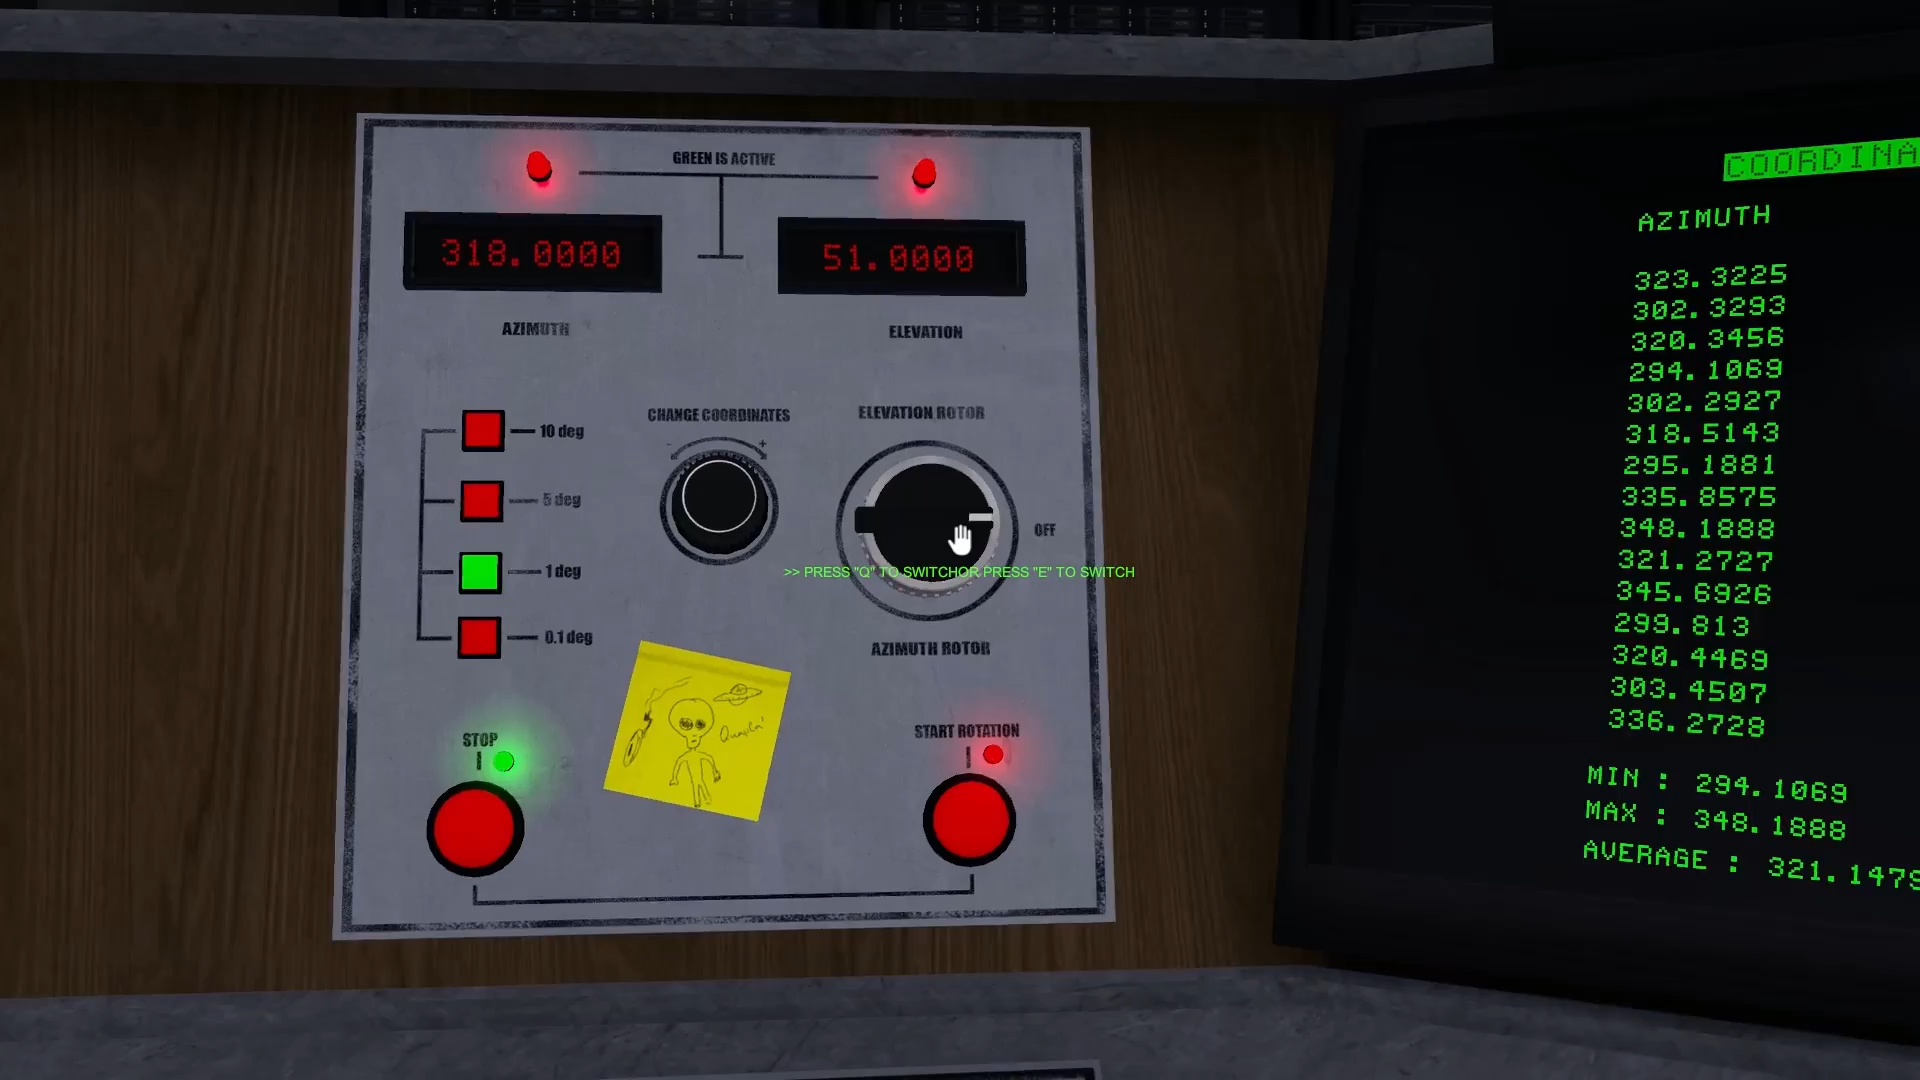 GREEN IS ACTIVE
318.0000
51.0000
AZIMUTH
ELEVATION
CHANGE COORDINATES
- +
ELEVATION ROTOR
10 deg
5 deg
1 deg
0.1 deg
OFF
>> PRESS "Q" TO SWITCHOR PRESS "E" TO SWITCH
AZIMUTH ROTOR
STOP
START ROTATION
COORDINA
AZIMUTH
323.3225
302.3293
320.3456
294.1069
302.2927
318.5143
295.1881
335.8575
348.1888
321.2727
345.6926
299.813
320.4469
303.4507
336.2728
MIN : 294.1069
MAX : 348.1888
AVERAGE : 321.1479